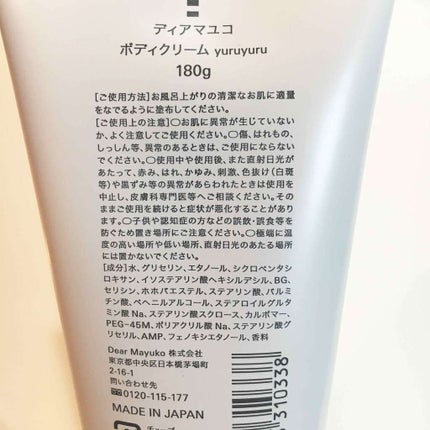 ディアマユコ
ボディクリーム yuruyuru
180g
[ご使用方法]お風呂上がりの清潔なお肌に適量
をなでるように塗布してください。
[ご使用上の注意]〇お肌に異常が生じていない
か、よく注意してご使用ください。〇傷、はれもの、
しっしん等、異常のあるときは、ご使用にならない
でください。〇使用中や使用後、また直射日光が
あたって、赤み、はれ、かゆみ、刺激、色抜け(白斑
等)や黒ずみ等の異常があらわれたときは使用を
中止し、皮膚科専門医等へご相談ください。その
ままご使用を続けると症状が悪化することがあり
ます。〇子供や認知症の方などの誤飲・誤食等を
防ぐため置き場所にご注意ください。〇極端に温
度の高い場所や低い場所、直射日光のあたる場所
には置かないでください。
[成分]水、グリセリン、エタノール、シクロペンタシ
ロキサン、イソステアリン酸ヘキシルデシル、BG、
セリシン、ホホバエステル、ステアリン酸、パルミ
チン酸、ベヘニルアルコール、ステアロイルグルタ
ミン酸 Na、ステアリン酸スクロース、カルボマー、
PEG-45M、ポリアクリル酸 Na、ステアリン酸グ
リセリル、AMP、フェノキシエタノール、香料
Dear Mayuko 株式会社
東京都中央区日本橋茅場町
2-16-1
問い合わせ先
0120-115-177
MADE IN JAPAN
チューブ
310338